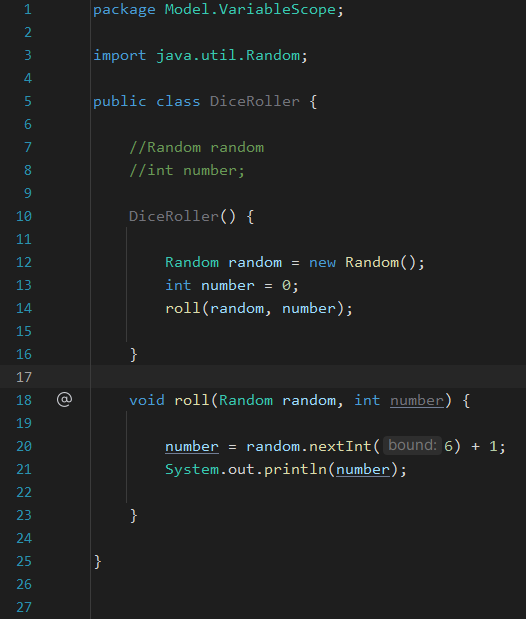 1 package Model.VariableScope;
2
3 import java.util.Random;
4
5 public class DiceRoller {
6
7 //Random random
8 //int number;
9
10 DiceRoller() {
11
12 Random random = new Random();
13 int number = 0;
14 roll(random, number);
15
16 }
17
18 @ void roll(Random random, int number) {
19
20 number = random.nextInt( bound: 6) + 1;
21 System.out.println(number);
22
23 }
24
25 }
26
27